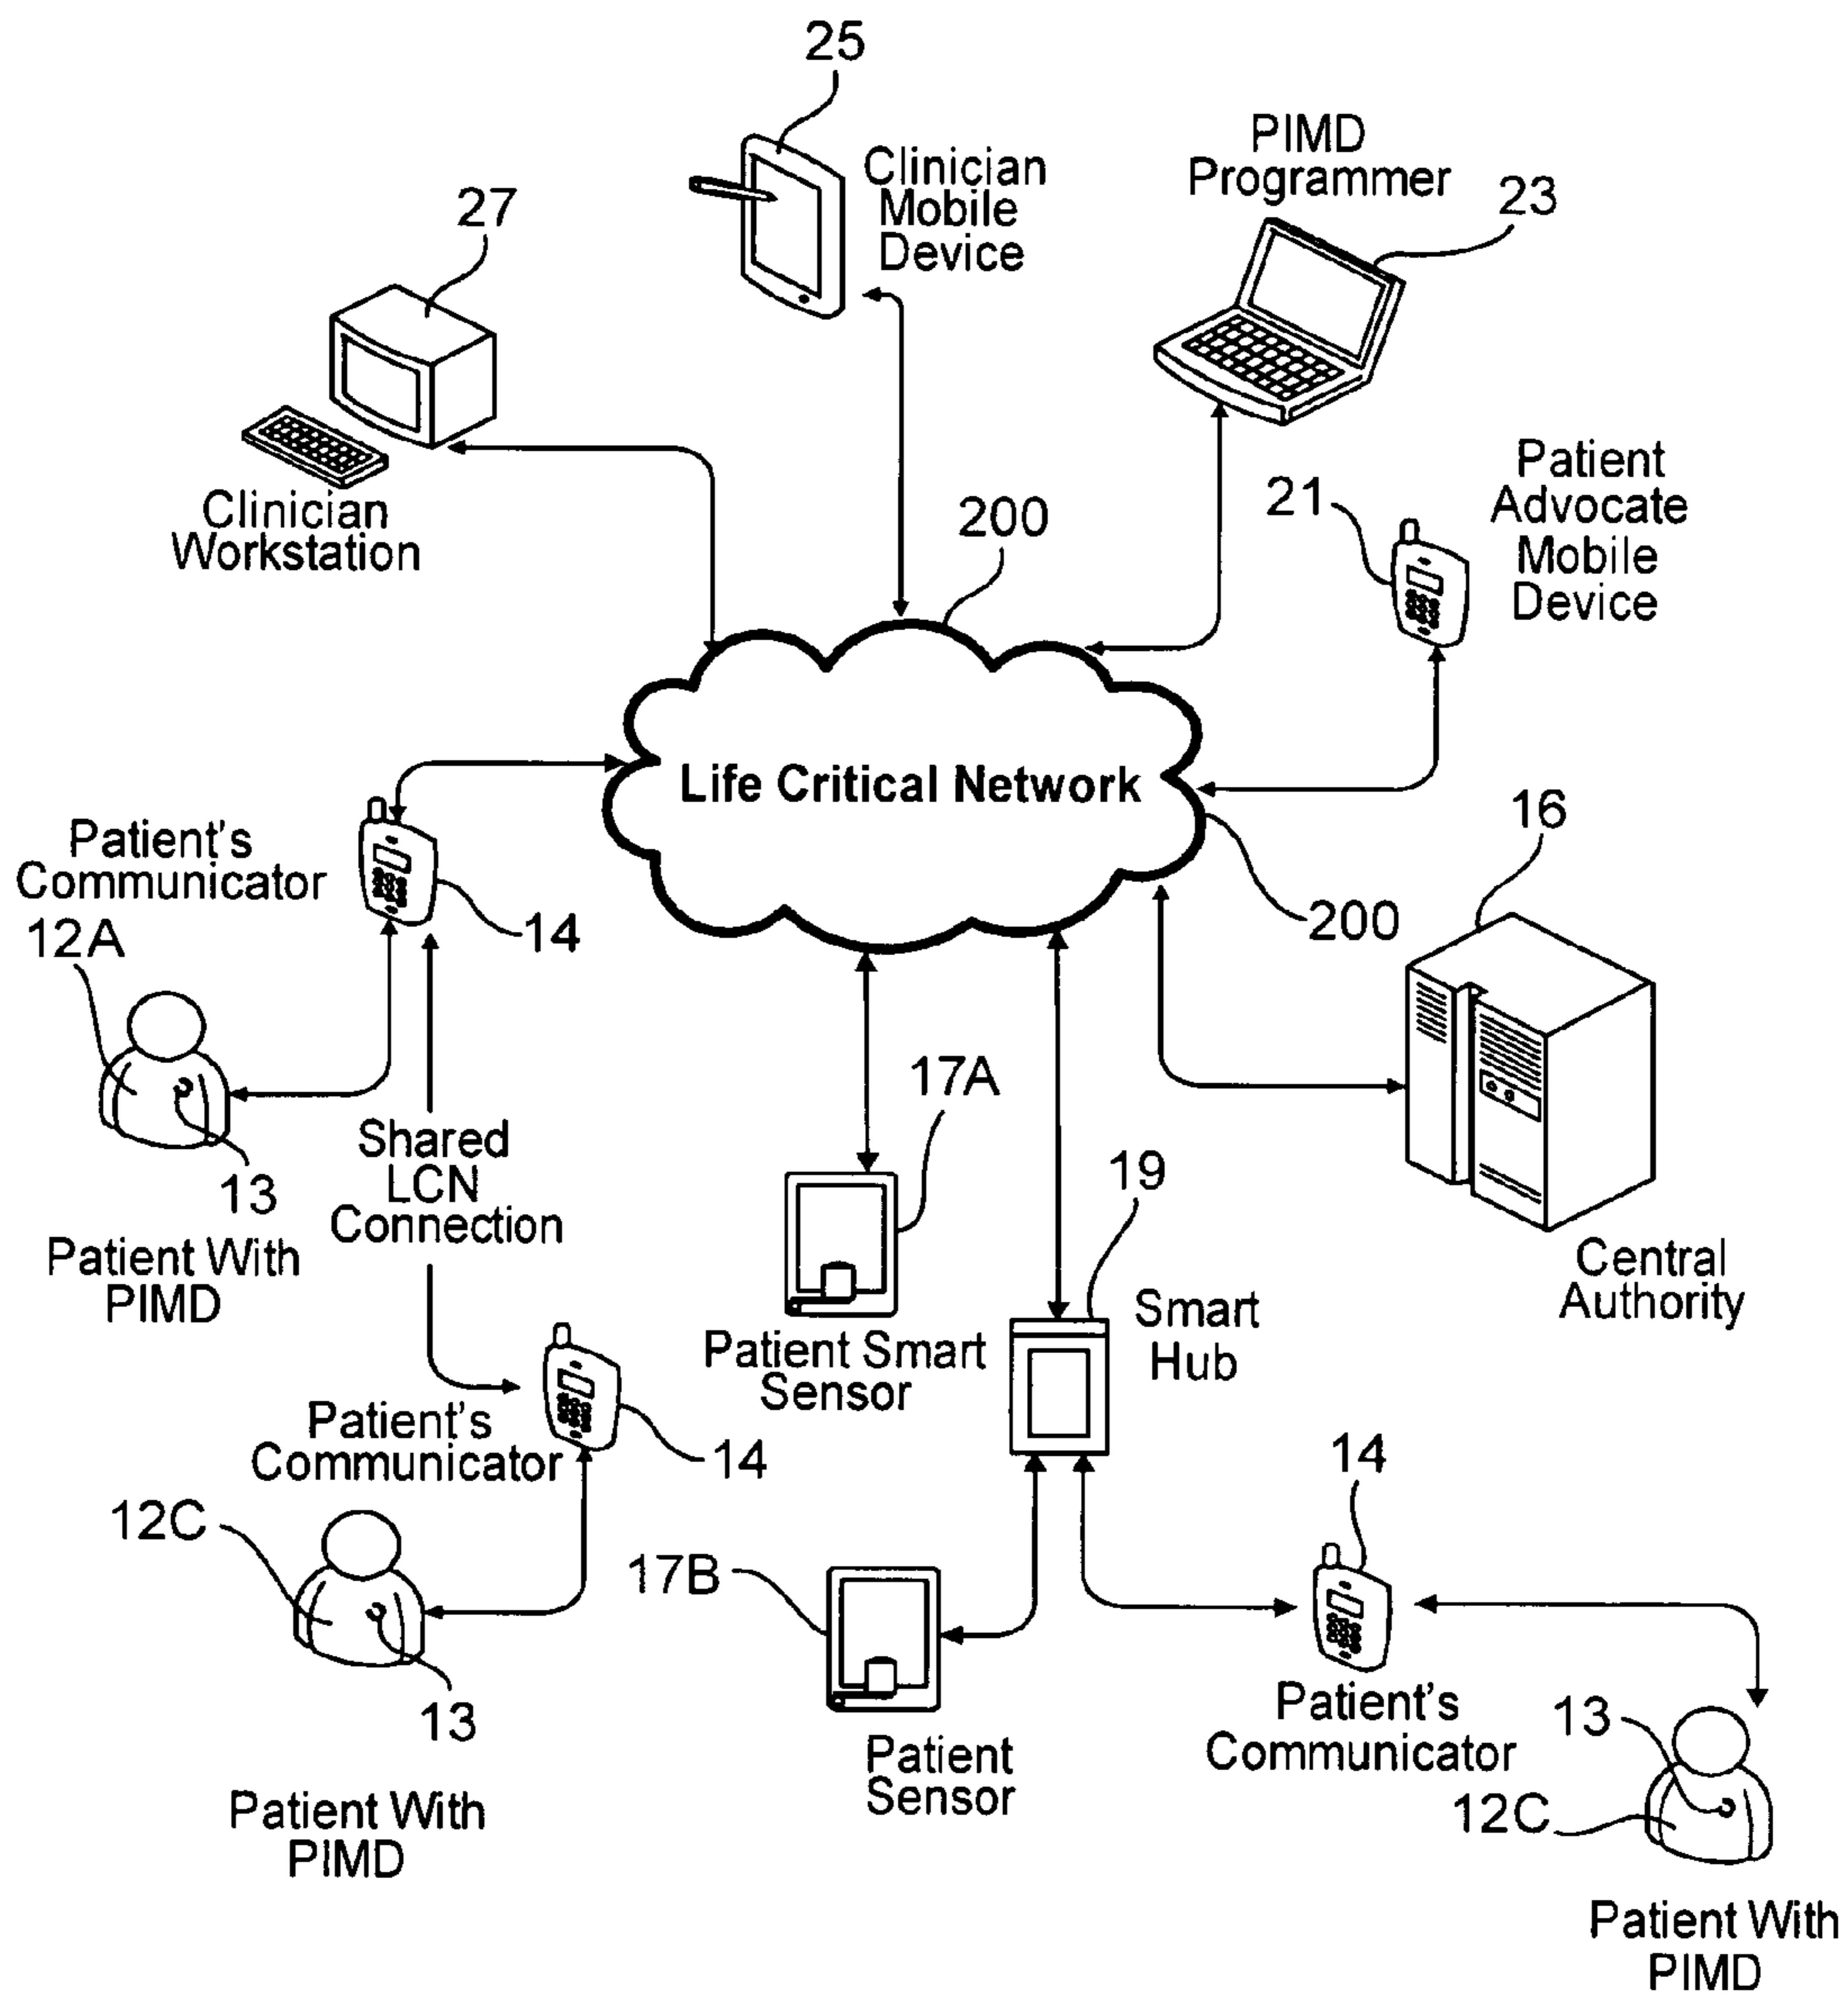 25
PIMD
Programmer
Clinician
Mobile
Device
23
27
Patient
Advocate
Mobile
Device
21
Clinician
Workstation
200
Life Critical Network
16
Patient's
Communicator
12A
14
200
17A
Shared
LCN
Connection
13
19
Patient With
PIMD
Central
Authority
Smart
Hub
Patient Smart
Sensor
Patient's
Communicator
14
14
12C
17B
13
Patient's
Communicator
13
Patient
Sensor
12C
Patient With
PIMD
Patient With
PIMD